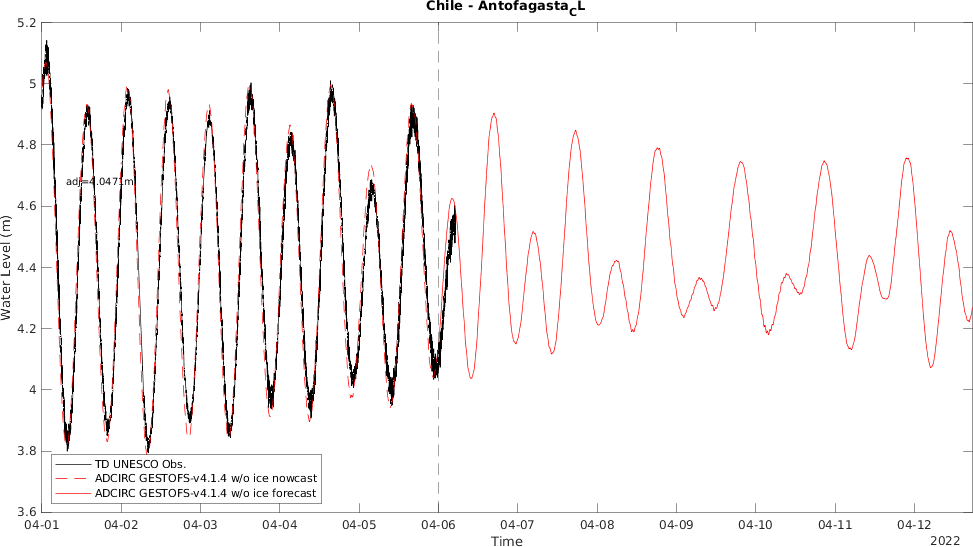 Chile - Antofagasta_CL
5.2
5
4.8
4.6
4.4
4.2
4
3.8
3.6
Water Level (m)
adj=4.0471m
TD UNESCO Obs.
ADCIRC GESTOFS-v4.1.4 w/o ice nowcast
ADCIRC GESTOFS-v4.1.4 w/o ice forecast
04-01 04-02 04-03 04-04 04-05 04-06 04-07 04-08 04-09 04-10 04-11 04-12
Time
2022